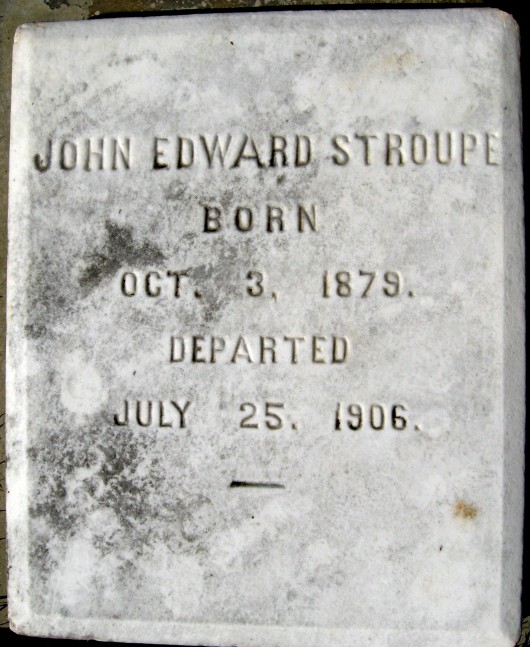 JOHN EDWARD STROUPE
BORN
OCT. 3, 1879.
DEPARTED
JULY 25. 1906.